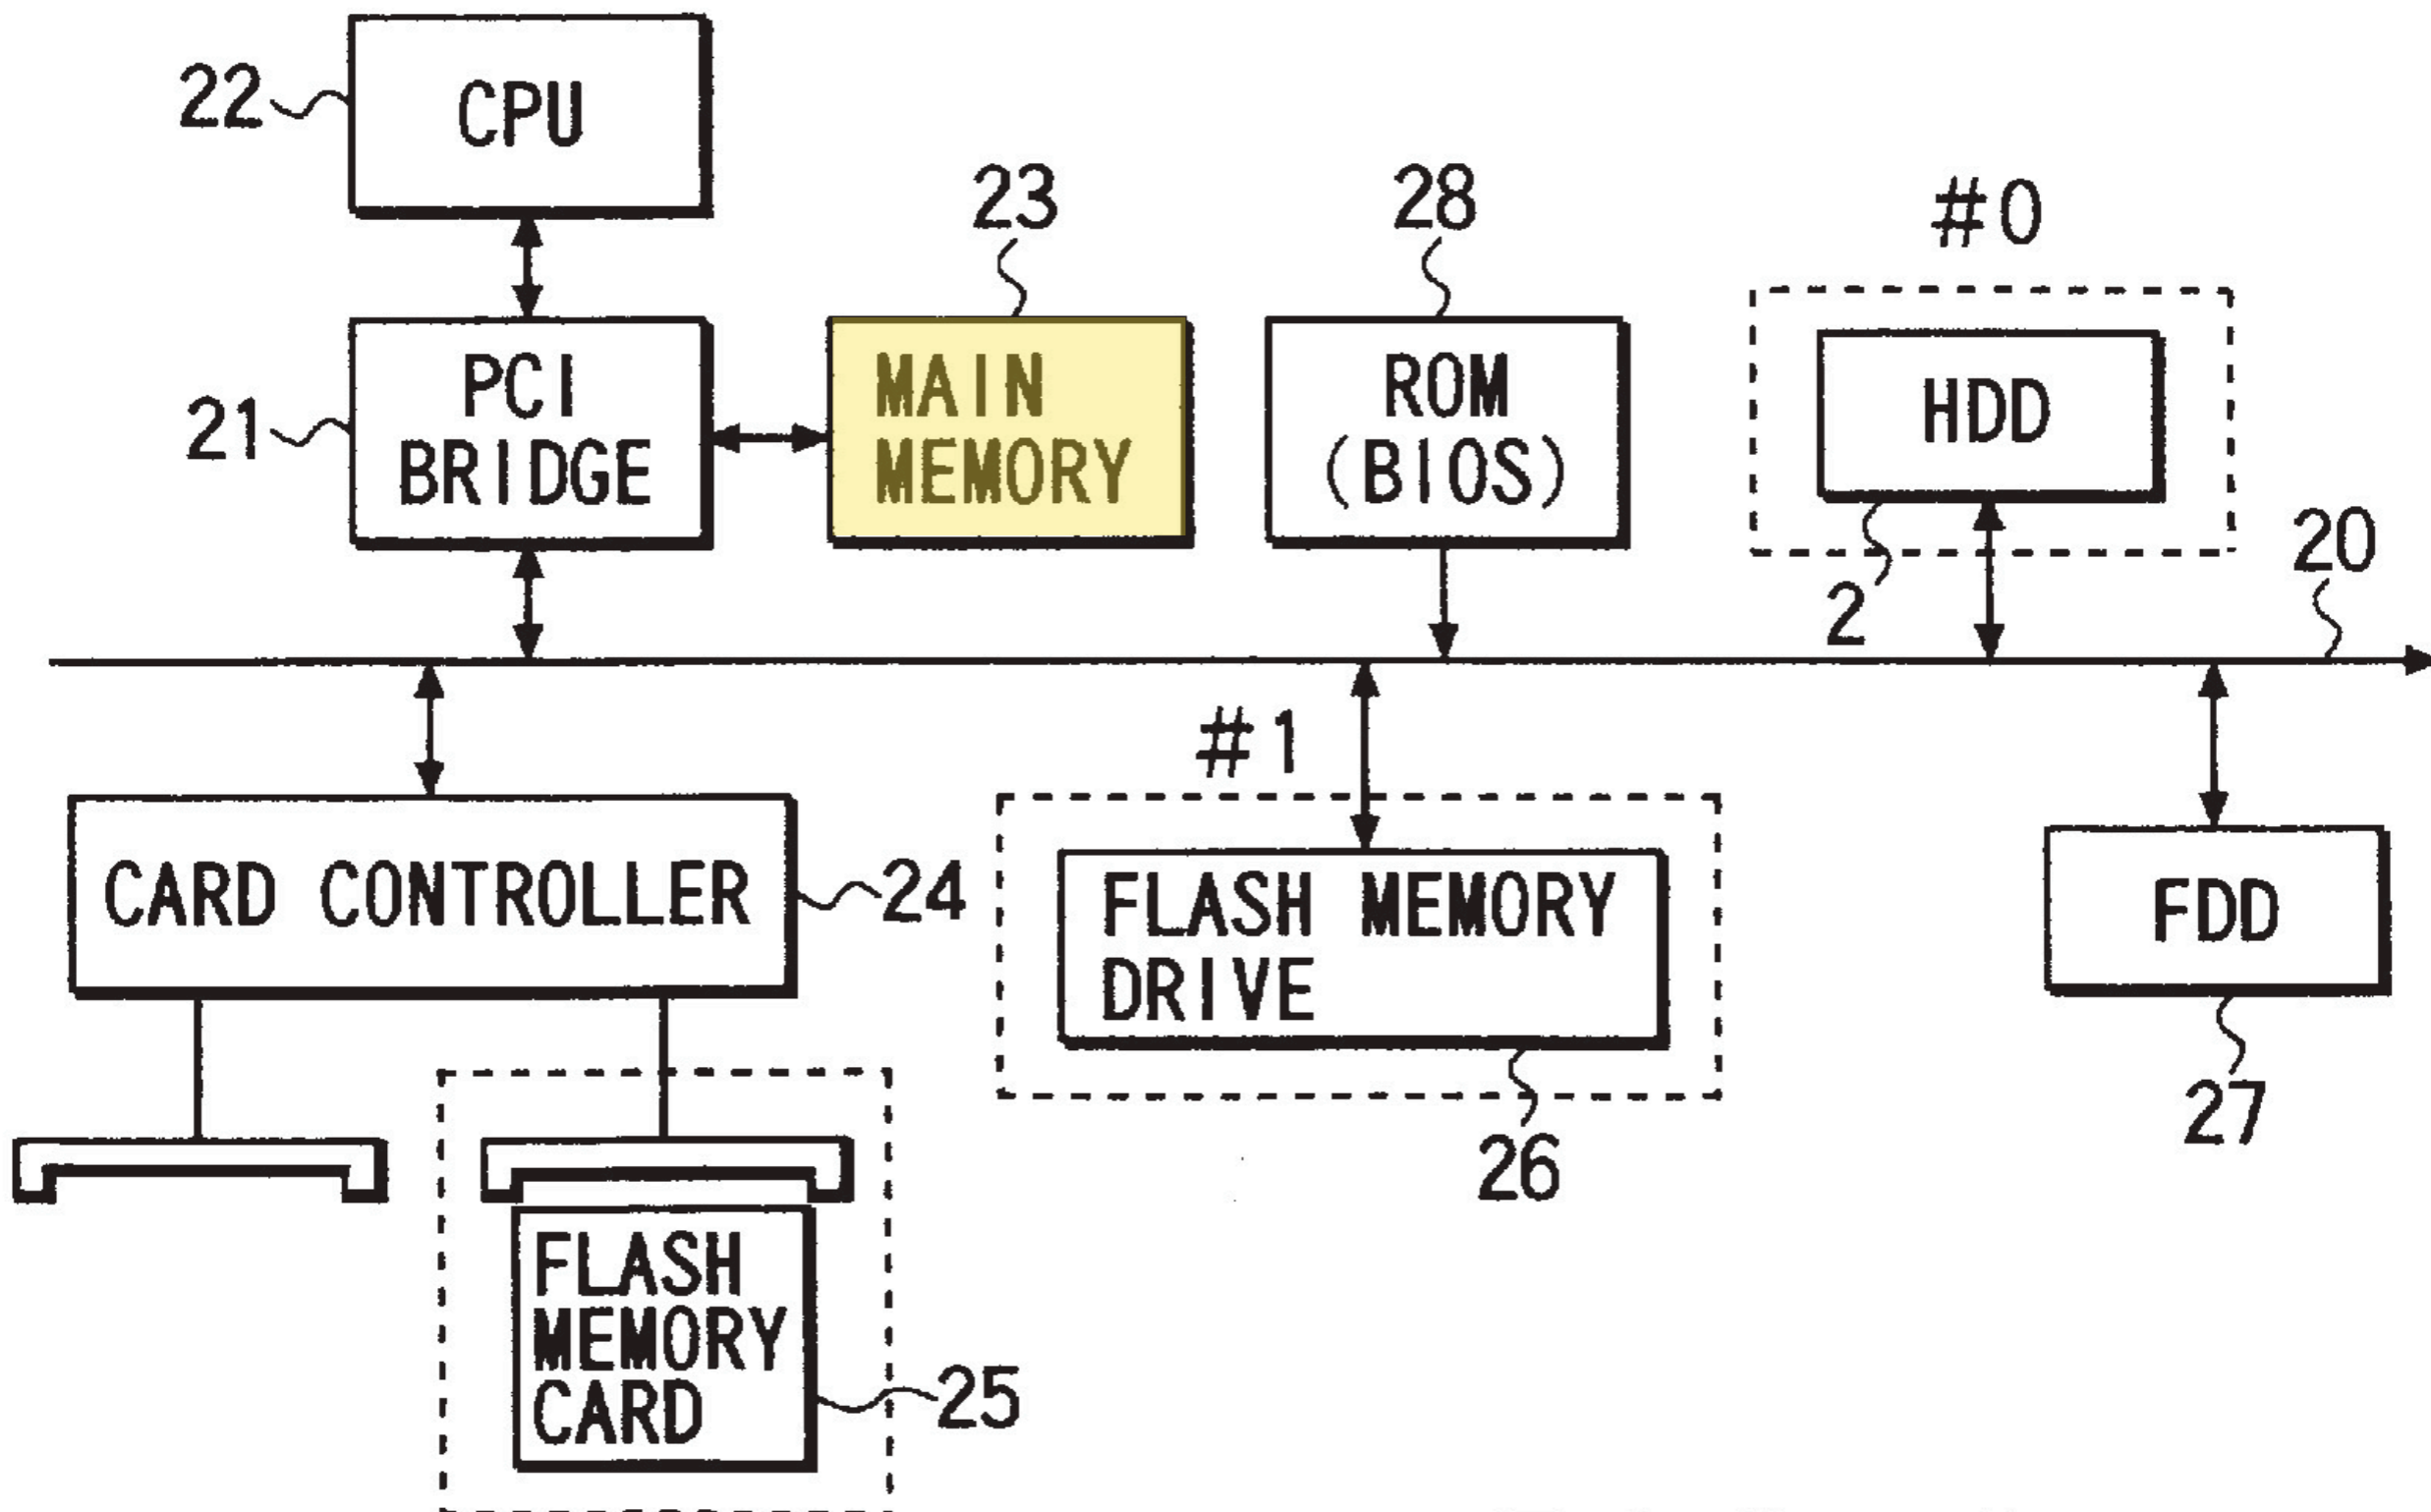 22
CPU
23
28
#0
21
PCI
BRIDGE
MAIN
MEMORY
ROM
(BIOS)
HDD
2
20
#1
CARD CONTROLLER
24
FLASH MEMORY
DRIVE
FDD
26
27
FLASH
MEMORY
CARD
25